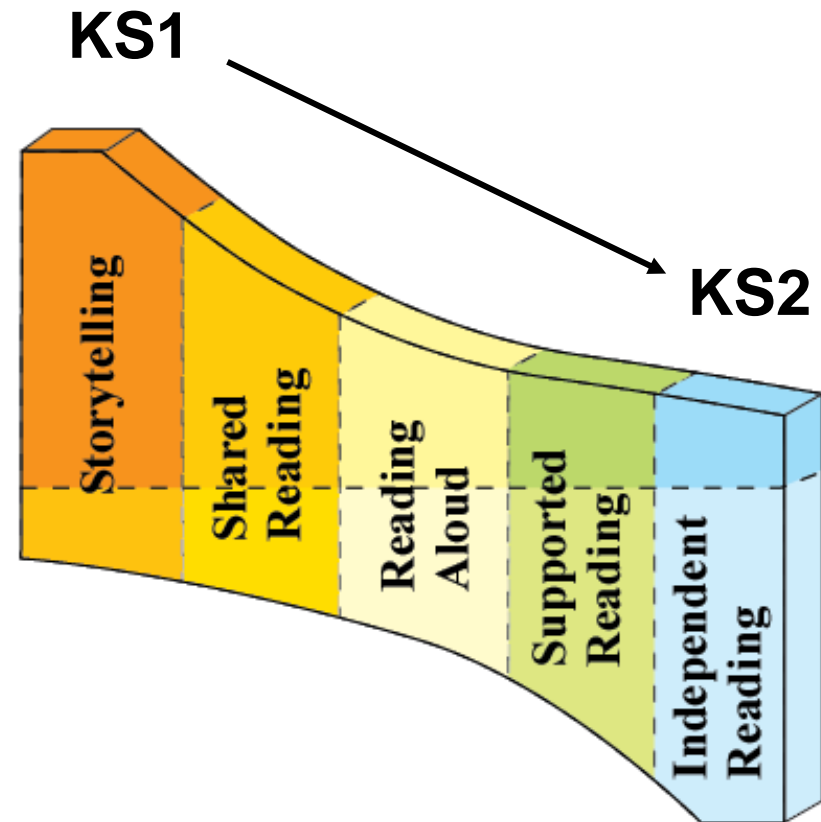 KS1
KS2
Storytelling
Shared
Reading
Reading
Aloud
Supported
Reading
Independent
Reading